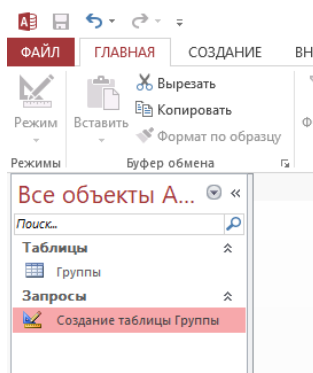 ФАЙЛ ГЛАВНАЯ СОЗДАНИЕ ВН
Вырезать
Копировать
Формат по образцу
Режим
Вставить
Ф
Режимы
Буфер обмена
Все объекты A... «
Поиск...
Таблицы
Группы
Запросы
Создание таблицы Группы